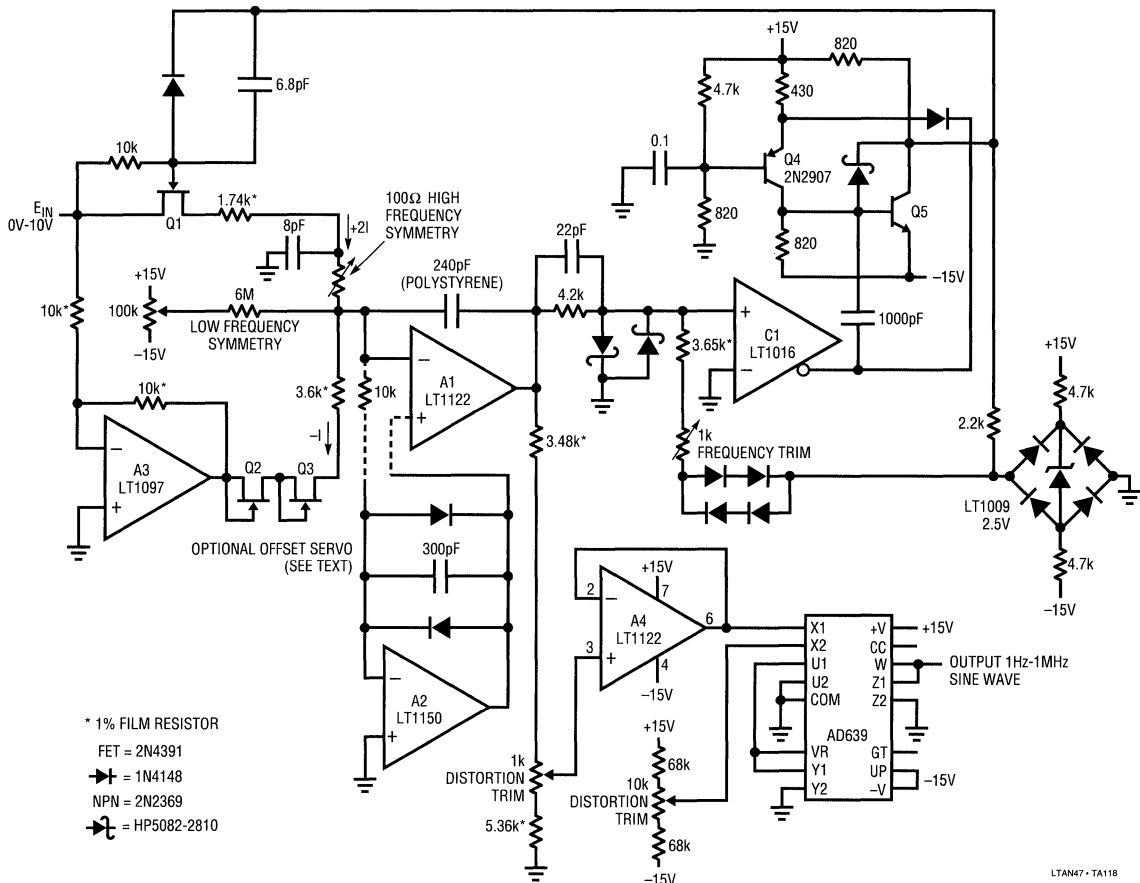 +15V
820
4.7k
430
6.8pF
10k
0.1
Q4
2N2907
EIN
0V-10V
Q1
1.74k*
100Ω HIGH
FREQUENCY
SYMMETRY
+2I
8pF
820
820
Q5
–15V
22pF
240pF
(POLYSTYRENE)
+15V
100k
–15V
6M
LOW FREQUENCY
SYMMETRY
10k*
4.2k
3.65k*
+
–
C1
LT1016
1000pF
+15V
4.7k
3.6k*
–I
–
+
A1
LT1122
10k
10k*
3.48k*
1k
FREQUENCY TRIM
2.2k
–
+
A3
LT1097
Q2
Q3
LT1009
2.5V
4.7k
–15V
OPTIONAL OFFSET SERVO
(SEE TEXT)
300pF
+15V
2
–
7
A4
LT1122
6
3
+
4
–15V
X1
X2
U1
U2
COM
VR
Y1
Y2
+V
CC
W
Z1
Z2
AD639
GT
UP
–V
+15V
OUTPUT 1Hz-1MHz
SINE WAVE
–15V
–
+
A2
LT1150
1k
DISTORTION
TRIM
5.36k*
+15V
68k
10k
DISTORTION
TRIM
68k
–15V
* 1% FILM RESISTOR
FET = 2N4391
= 1N4148
NPN = 2N2369
= HP5082-2810
LTAN47 • TA118